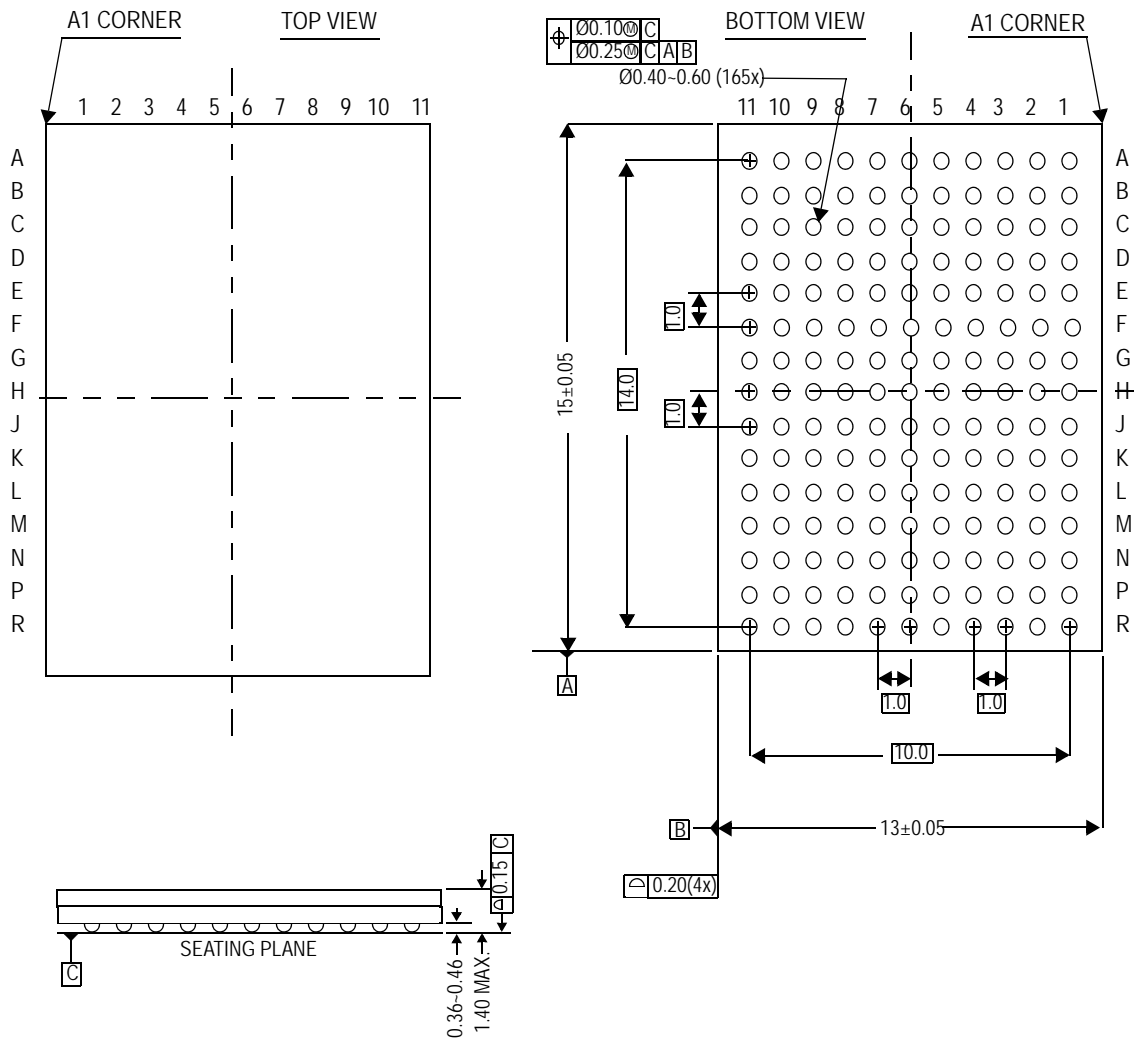 A1 CORNER
TOP VIEW
1 2 3 4 5 6 7 8 9 10 11
A
B
C
D
E
F
G
H
J
K
L
M
N
P
R
Ø0.10Ⓜ C
Ø0.25Ⓜ C A B
BOTTOM VIEW
A1 CORNER
Ø0.40~0.60 (165x)
11 10 9 8 7 6 5 4 3 2 1
A
B
C
D
E
F
G
H
J
K
L
M
N
P
R
1.0
1.0
14.0
15±0.05
A
1.0
1.0
10.0
B
13±0.05
0.20(4x)
0.15 C
SEATING PLANE
C
0.36~0.46
1.40 MAX.